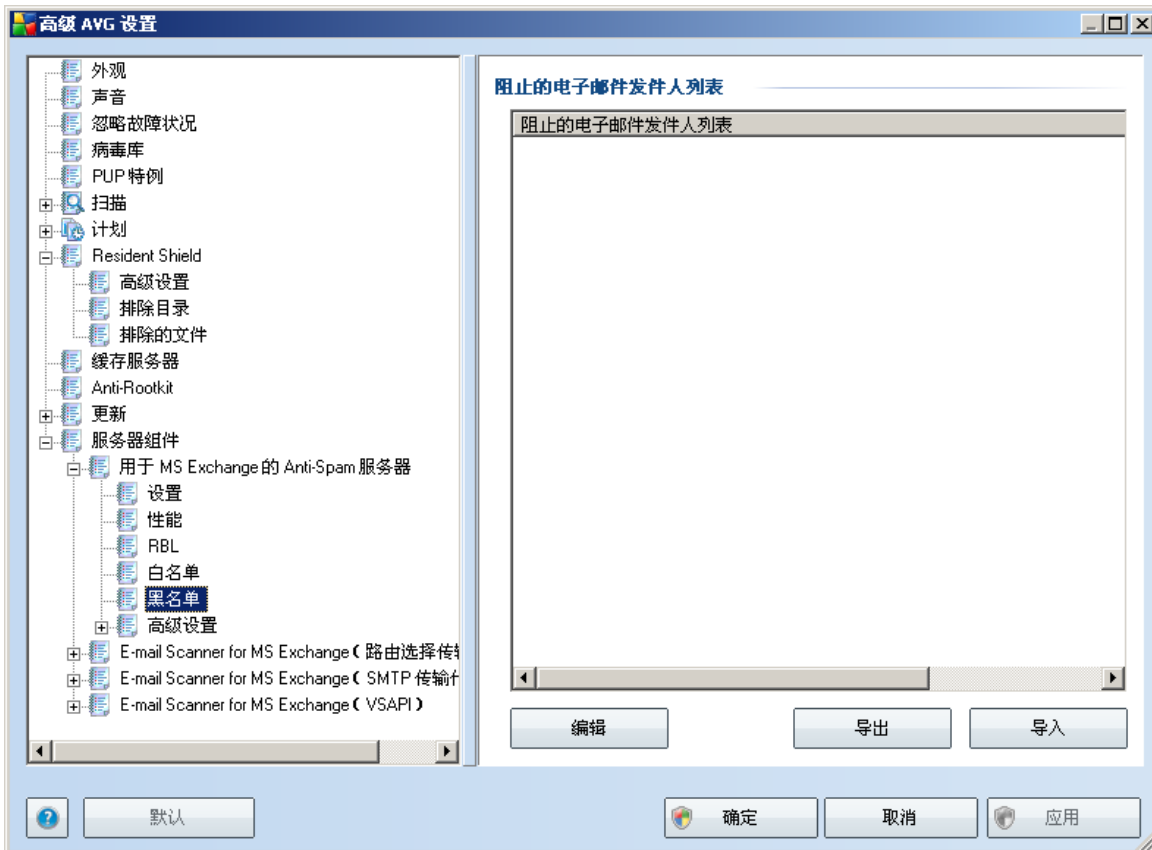 高级 AVG 设置
外观
声音
忽略故障状况
病毒库
PUP 特例
扫描
计划
Resident Shield
高级设置
排除目录
排除的文件
缓存服务器
Anti-Rootkit
更新
服务器组件
用于 MS Exchange 的 Anti-Spam 服务器
设置
性能
RBL
白名单
黑名单
高级设置
E-mail Scanner for MS Exchange（路由选择传
E-mail Scanner for MS Exchange（SMTP 传输
E-mail Scanner for MS Exchange（VSAPI）
阻止的电子邮件发件人列表
阻止的电子邮件发件人列表
编辑
导出
导入
默认
确定
取消
应用